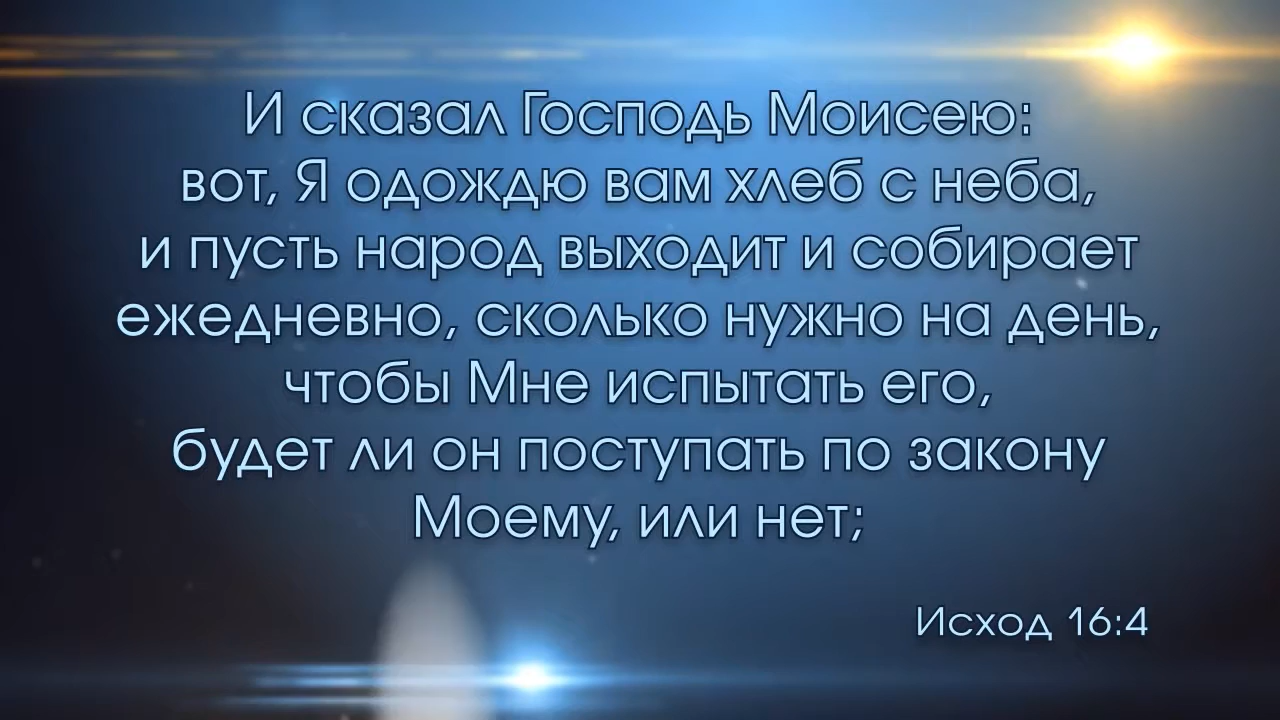 И сказал Господь Моисею:
вот, Я одождю вам хлеб с неба,
и пусть народ выходит и собирает
ежедневно, сколько нужно на день,
чтобы Мне испытать его,
будет ли он поступать по закону
Моему, или нет;
Исход 16:4